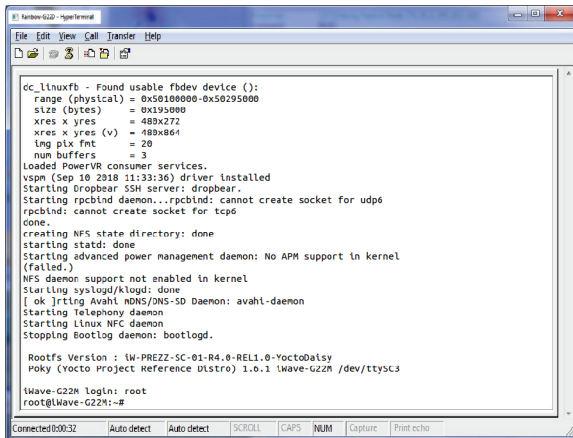 Rainbow-G22D - HyperTerminal
File Edit View Call Transfer Help
dc_linuxfb - Found usable fbdev device ():
range (physical) = 0x50100000-0x50295000
size (bytes) = 0x195000
xres x yres = 480x272
xres x yres (v) = 480x864
img pix fmt = 20
num buffers = 3
Loaded PowerVR consumer services.
vspm (Sep 10 2018 11:33:36) driver installed
Starting Dropbear SSH server: dropbear.
Starting rpcbind daemon...rpcbind: cannot create socket for udp6
rpcbind: cannot create socket for tcp6
done.
creating NFS state directory: done
starting statd: done
Starting advanced power management daemon: No APM support in kernel
(failed.)
NFS daemon support not enabled in kernel
Starting syslogd/klogd: done
[ ok ]rting Avahi mDNS/DNS-SD Daemon: avahi-daemon
Starting Telephony daemon
Starting Linux NFC daemon
Stopping Bootlog daemon: bootlogd.
Rootfs Version : iW-PREZZ-SC-01-R4.0-REL1.0-YoctoDaisy
Poky (Yocto Project Reference Distro) 1.6.1 iWave-G22M /dev/ttySC3
iWave-G22M login: root
root@iWave-G22M:~#
Connected 0:00:32 Auto detect Auto detect SCROLL CAPS NUM Capture Print echo